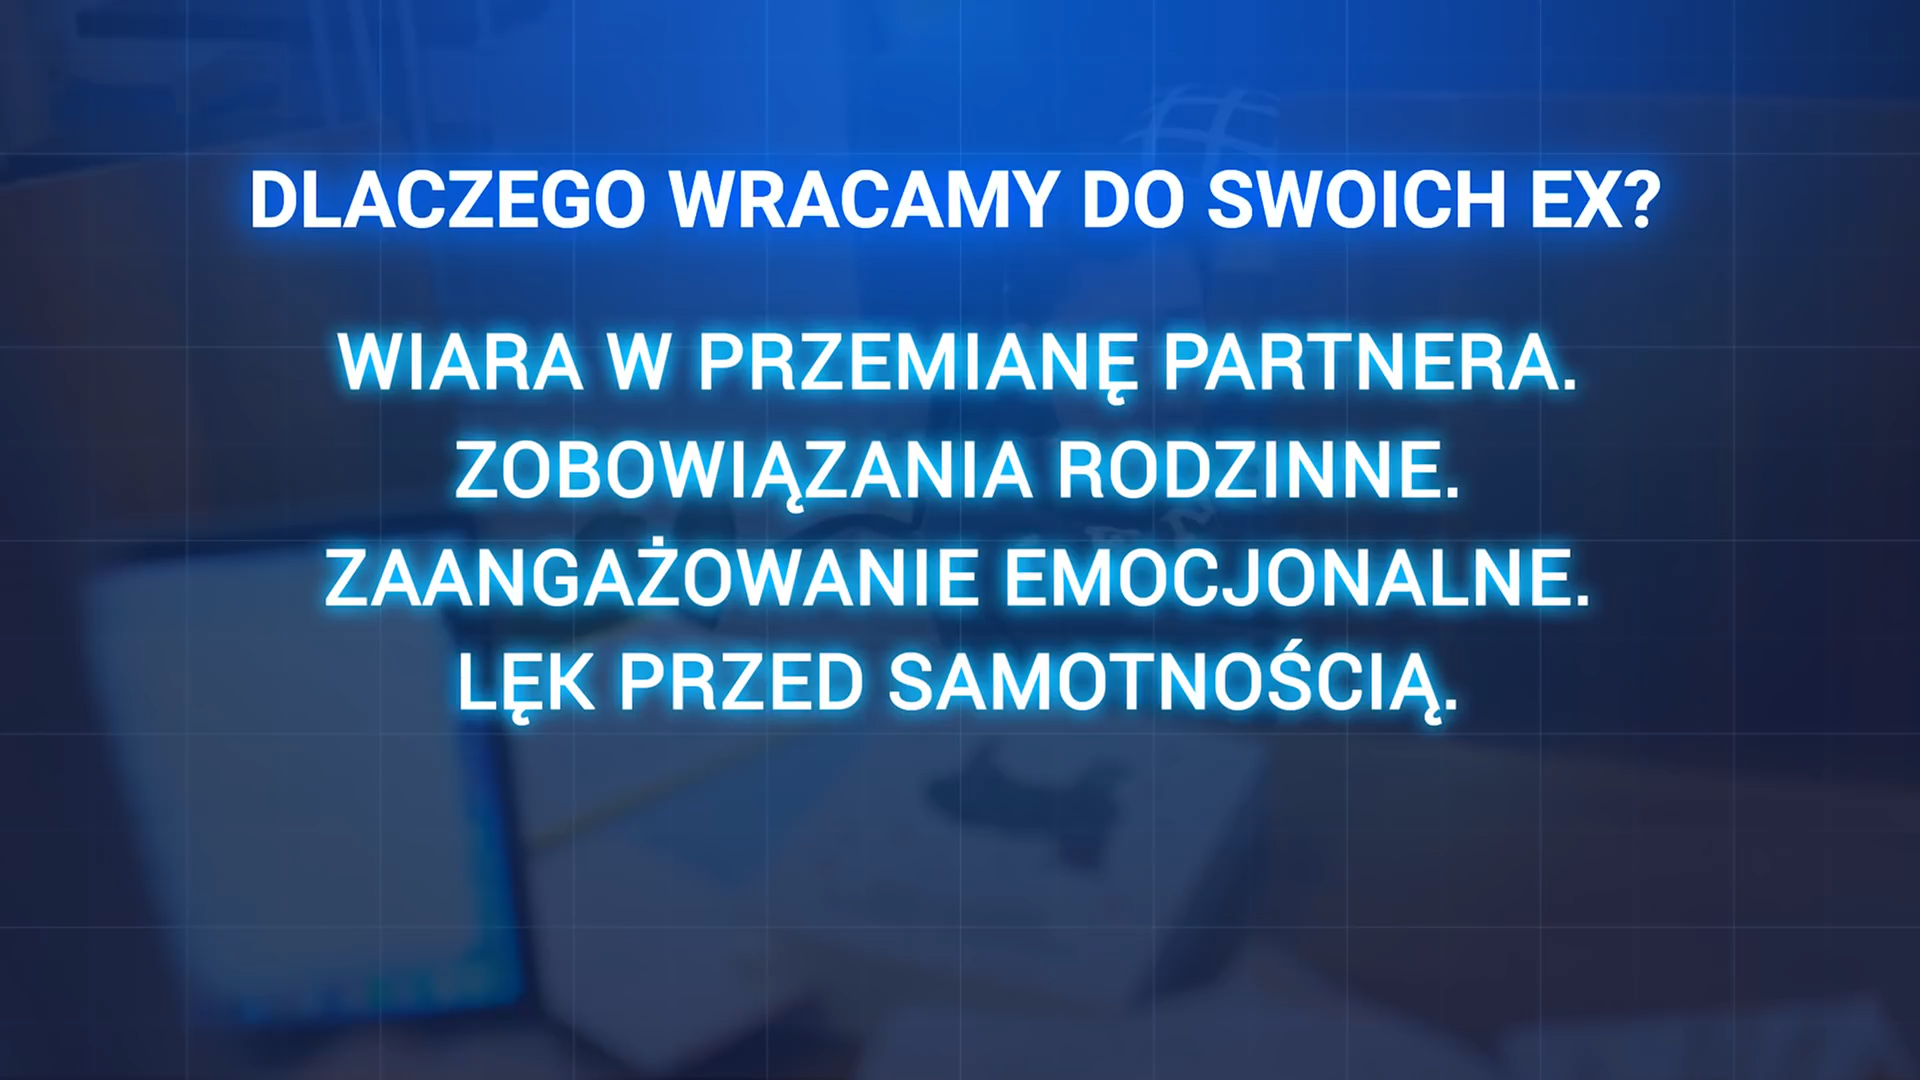 DLACZEGO WRACAMY DO SWOICH EX?
WIARA W PRZEMIANĘ PARTNERA.
ZOBOWIĄZANIA RODZINNE.
ZAANGAŻOWANIE EMOCJONALNE.
LĘK PRZED SAMOTNOŚCIĄ.